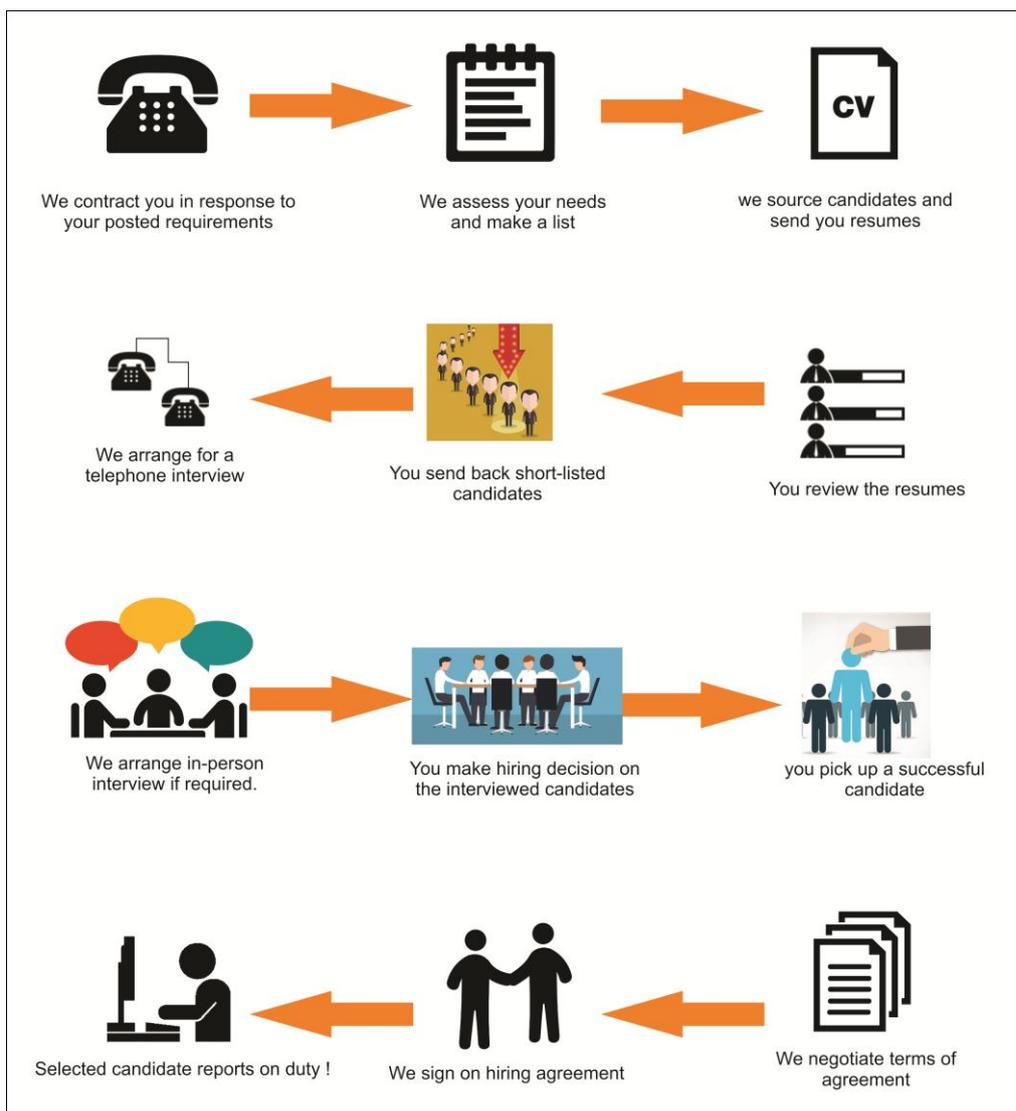 We contract you in response to
your posted requirements
We assess your needs
and make a list
CV
we source candidates and
send you resumes
We arrange for a
telephone interview
You send back short-listed
candidates
You review the resumes
We arrange in-person
interview if required.
You make hiring decision on
the interviewed candidates
you pick up a successful
candidate
Selected candidate reports on duty !
We sign on hiring agreement
We negotiate terms of
agreement